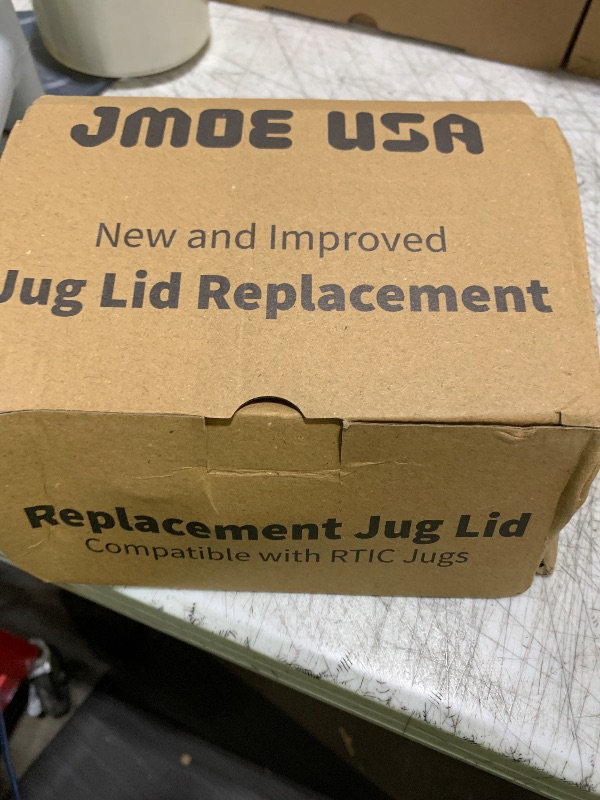 JMOE USA
New and Improved
Jug Lid Replacement
Replacement Jug Lid
Compatible with RTIC Jugs